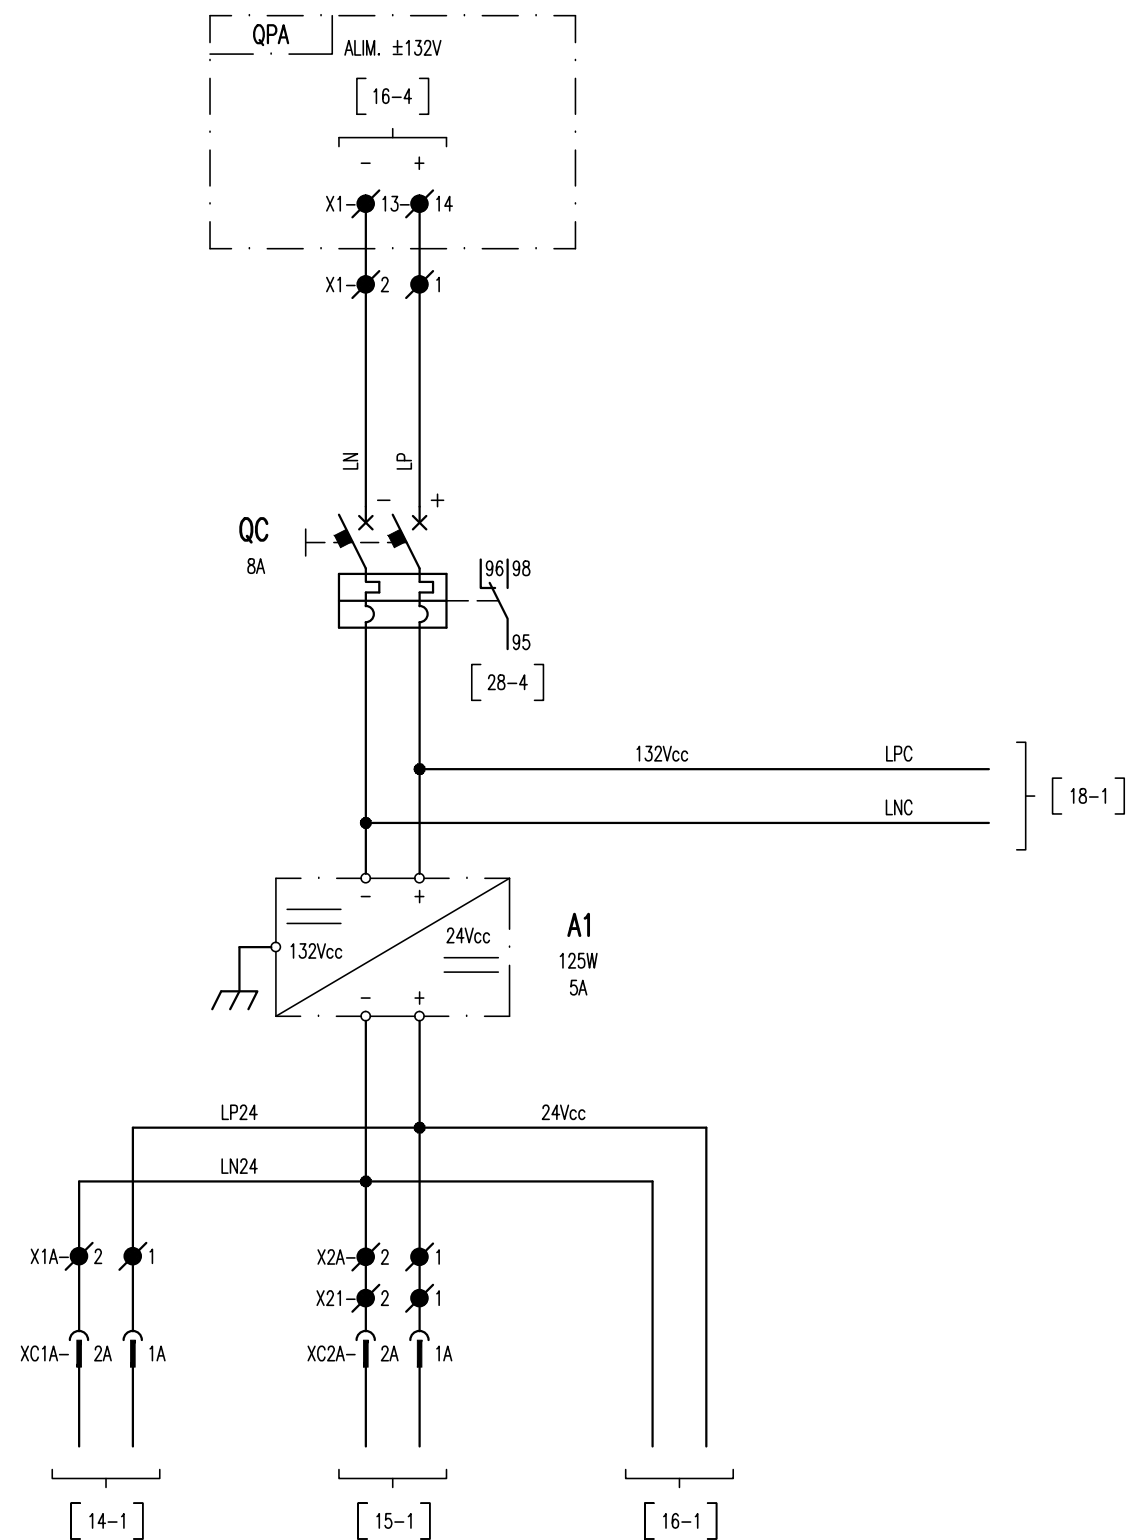 QPA
ALIM. ±132V
16-4
- +
X1- 13- 14
X1- 2 1
LN LP
- +
QC
8A
96 98
95
28-4
132Vcc LPC
LNC
18-1
- +
132Vcc 24Vcc
A1
125W
5A
- +
LP24 24Vcc
LN24
X1A- 2 1 X2A- 2 1
X21- 2 1
XC1A- 2A 1A XC2A- 2A 1A
14-1 15-1 16-1